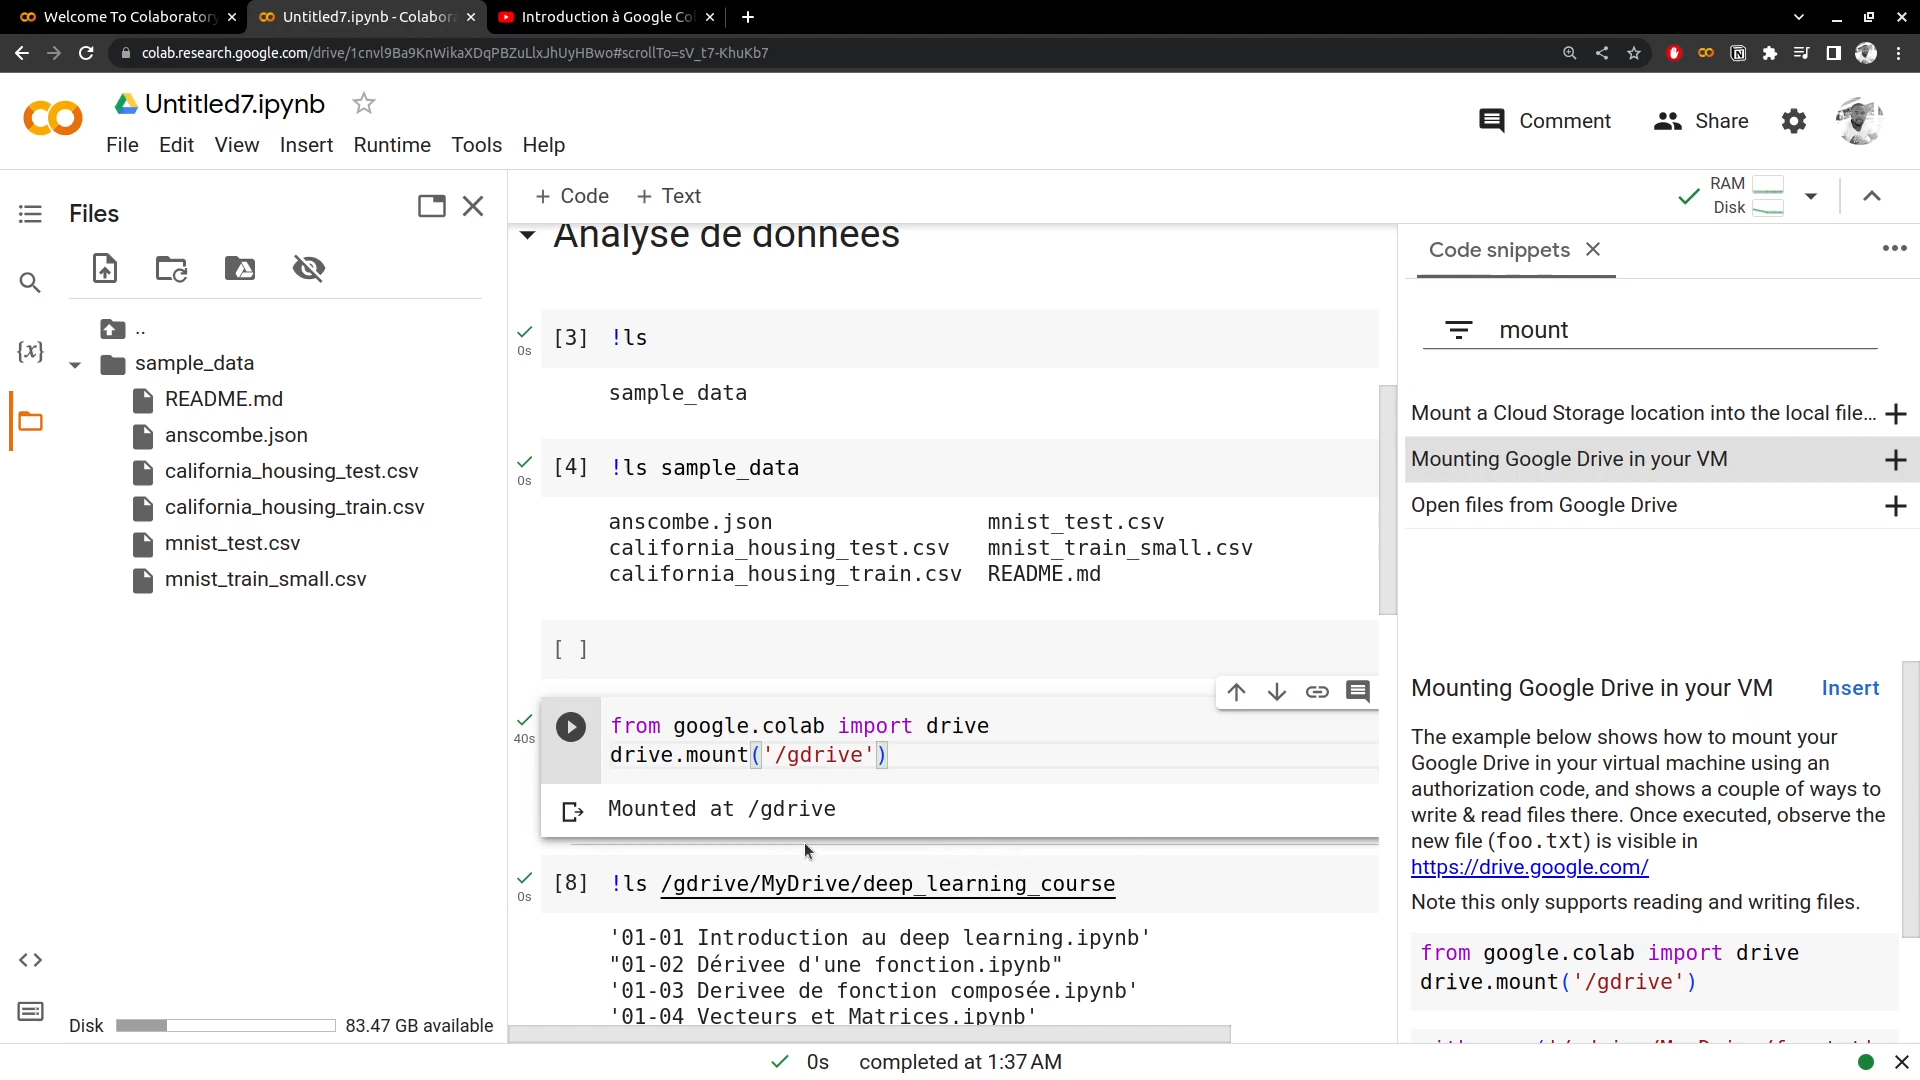 Welcome To Colaboratory
Untitled7.ipynb - Colabora
Introduction à Google Co
colab.research.google.com/drive/1cnvl9Ba9KnWikaXDqPBZuLlxJhUyHBwo#scrollTo=sV_t7-KhuKb7
Untitled7.ipynb
File Edit View Insert Runtime Tools Help
Comment
Share
Files
..
sample_data
README.md
anscombe.json
california_housing_test.csv
california_housing_train.csv
mnist_test.csv
mnist_train_small.csv
Disk 83.47 GB available
+ Code + Text
RAM
Disk
Analyse de données
[3] !ls
0s
sample_data
[4] !ls sample_data
0s
anscombe.json mnist_test.csv
california_housing_test.csv mnist_train_small.csv
california_housing_train.csv README.md
[ ]
from google.colab import drive
40s
drive.mount('/gdrive')
Mounted at /gdrive
[8] !ls /gdrive/MyDrive/deep_learning_course
0s
'01-01 Introduction au deep learning.ipynb'
"01-02 Dérivee d'une fonction.ipynb"
'01-03 Derivee de fonction composée.ipynb'
'01-04 Vecteurs et Matrices.ipynb'
Code snippets
mount
Mount a Cloud Storage location into the local file...
Mounting Google Drive in your VM
Open files from Google Drive
Mounting Google Drive in your VM Insert
The example below shows how to mount your
Google Drive in your virtual machine using an
authorization code, and shows a couple of ways to
write & read files there. Once executed, observe the
new file (foo.txt) is visible in
https://drive.google.com/
Note this only supports reading and writing files.
from google.colab import drive
drive.mount('/gdrive')
0s completed at 1:37 AM